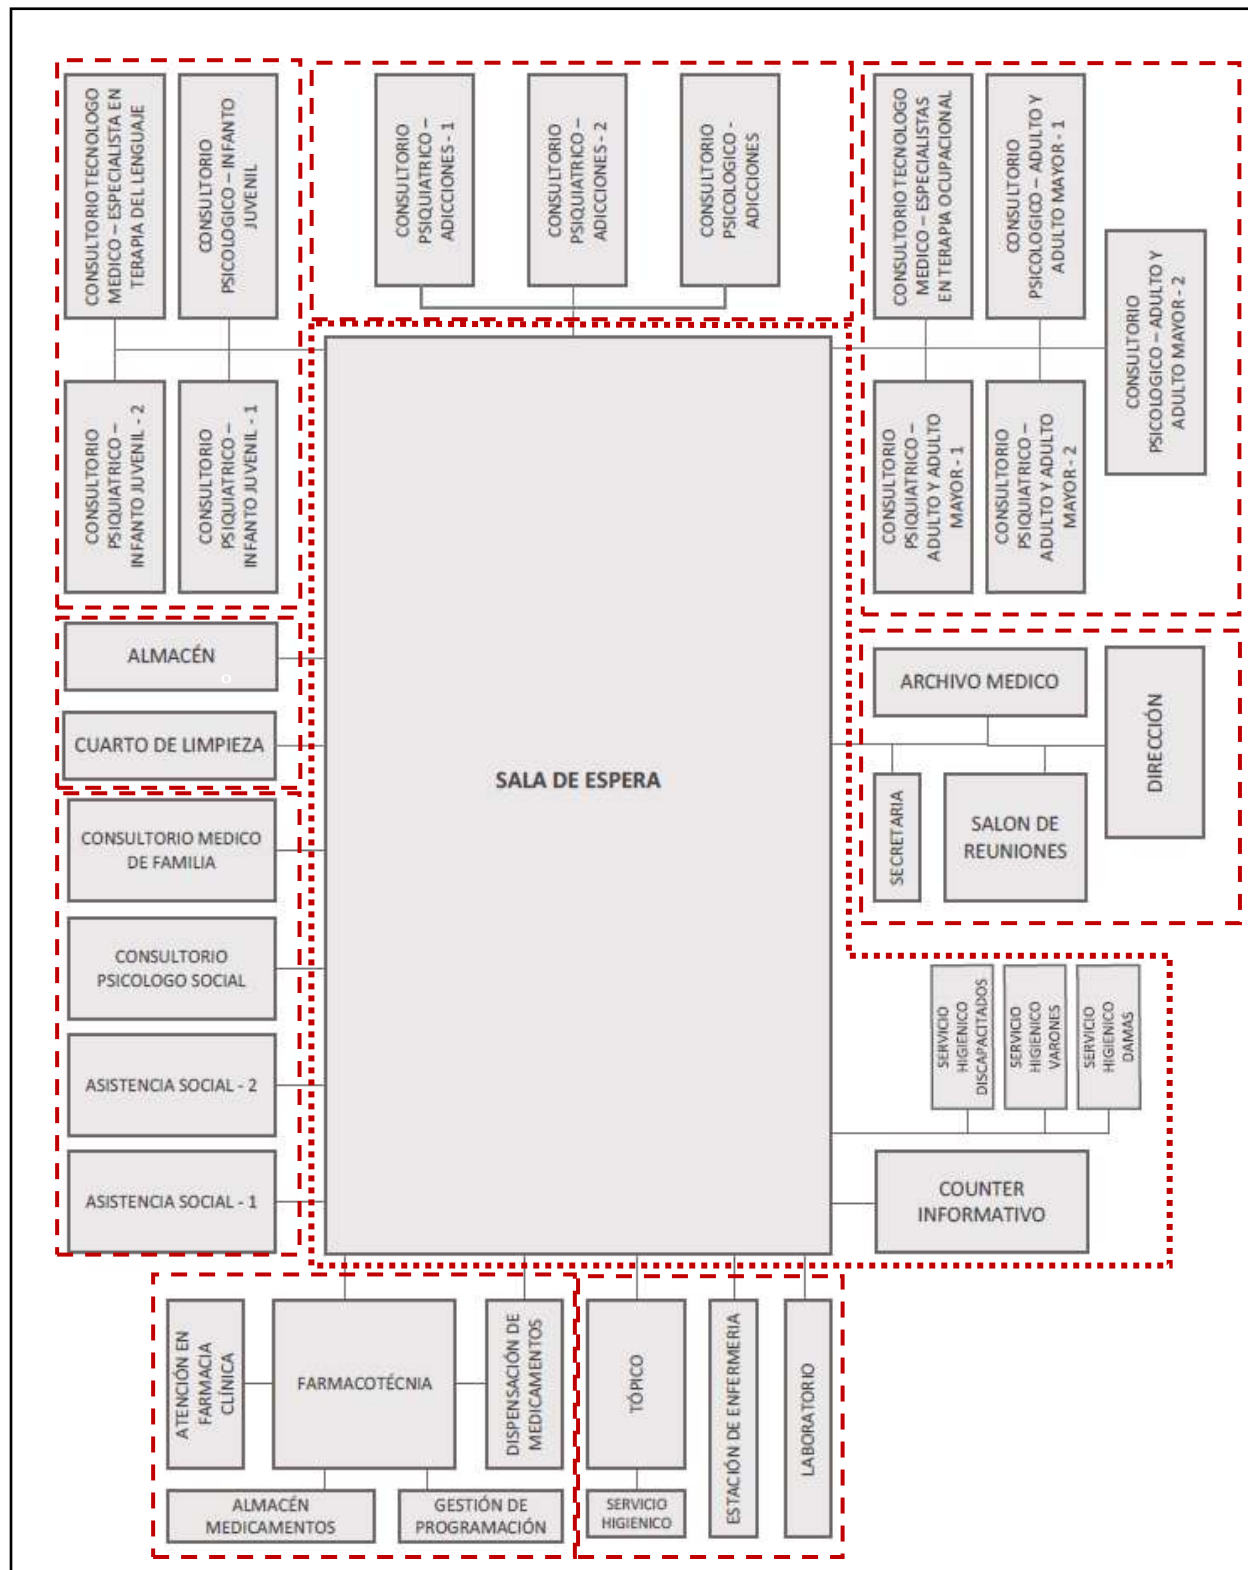 CONSULTORIO TECNOLOGO
MEDICO – ESPECIALISTA EN
TERAPIA DEL LENGUAJE
CONSULTORIO
PSICOLOGICO – INFANTO
JUVENIL
CONSULTORIO
PSIQUIATRICO –
INFANTO JUVENIL - 2
CONSULTORIO
PSIQUIATRICO –
INFANTO JUVENIL - 1
CONSULTORIO
PSIQUIATRICO –
ADICCIONES - 1
CONSULTORIO
PSIQUIATRICO –
ADICCIONES - 2
CONSULTORIO
PSICOLOGICO -
ADICCIONES
CONSULTORIO TECNOLOGO
MEDICO – ESPECIALISTAS
EN TERAPIA OCUPACIONAL
CONSULTORIO
PSICOLOGICO – ADULTO Y
ADULTO MAYOR - 1
CONSULTORIO
PSICOLOGICO – ADULTO Y
ADULTO MAYOR - 2
CONSULTORIO
PSIQUIATRICO –
ADULTO Y ADULTO
MAYOR - 1
CONSULTORIO
PSIQUIATRICO –
ADULTO Y ADULTO
MAYOR - 2
ALMACÉN
CUARTO DE LIMPIEZA
CONSULTORIO MEDICO
DE FAMILIA
CONSULTORIO
PSICOLOGO SOCIAL
ASISTENCIA SOCIAL - 2
ASISTENCIA SOCIAL - 1
SALA DE ESPERA
ARCHIVO MEDICO
DIRECCIÓN
SECRETARIA
SALON DE
REUNIONES
SERVICIO
HIGIENICO
DISCAPACITADOS
SERVICIO
HIGIENICO
VARONES
SERVICIO
HIGIENICO
DAMAS
COUNTER
INFORMATIVO
ATENCIÓN EN
FARMACIA
CLÍNICA
FARMACOTÉCNIA
DISPENSACIÓN DE
MEDICAMENTOS
ALMACÉN
MEDICAMENTOS
GESTIÓN DE
PROGRAMACIÓN
TÓPICO
SERVICIO
HIGIENICO
ESTACIÓN DE ENFERMERIA
LABORATORIO